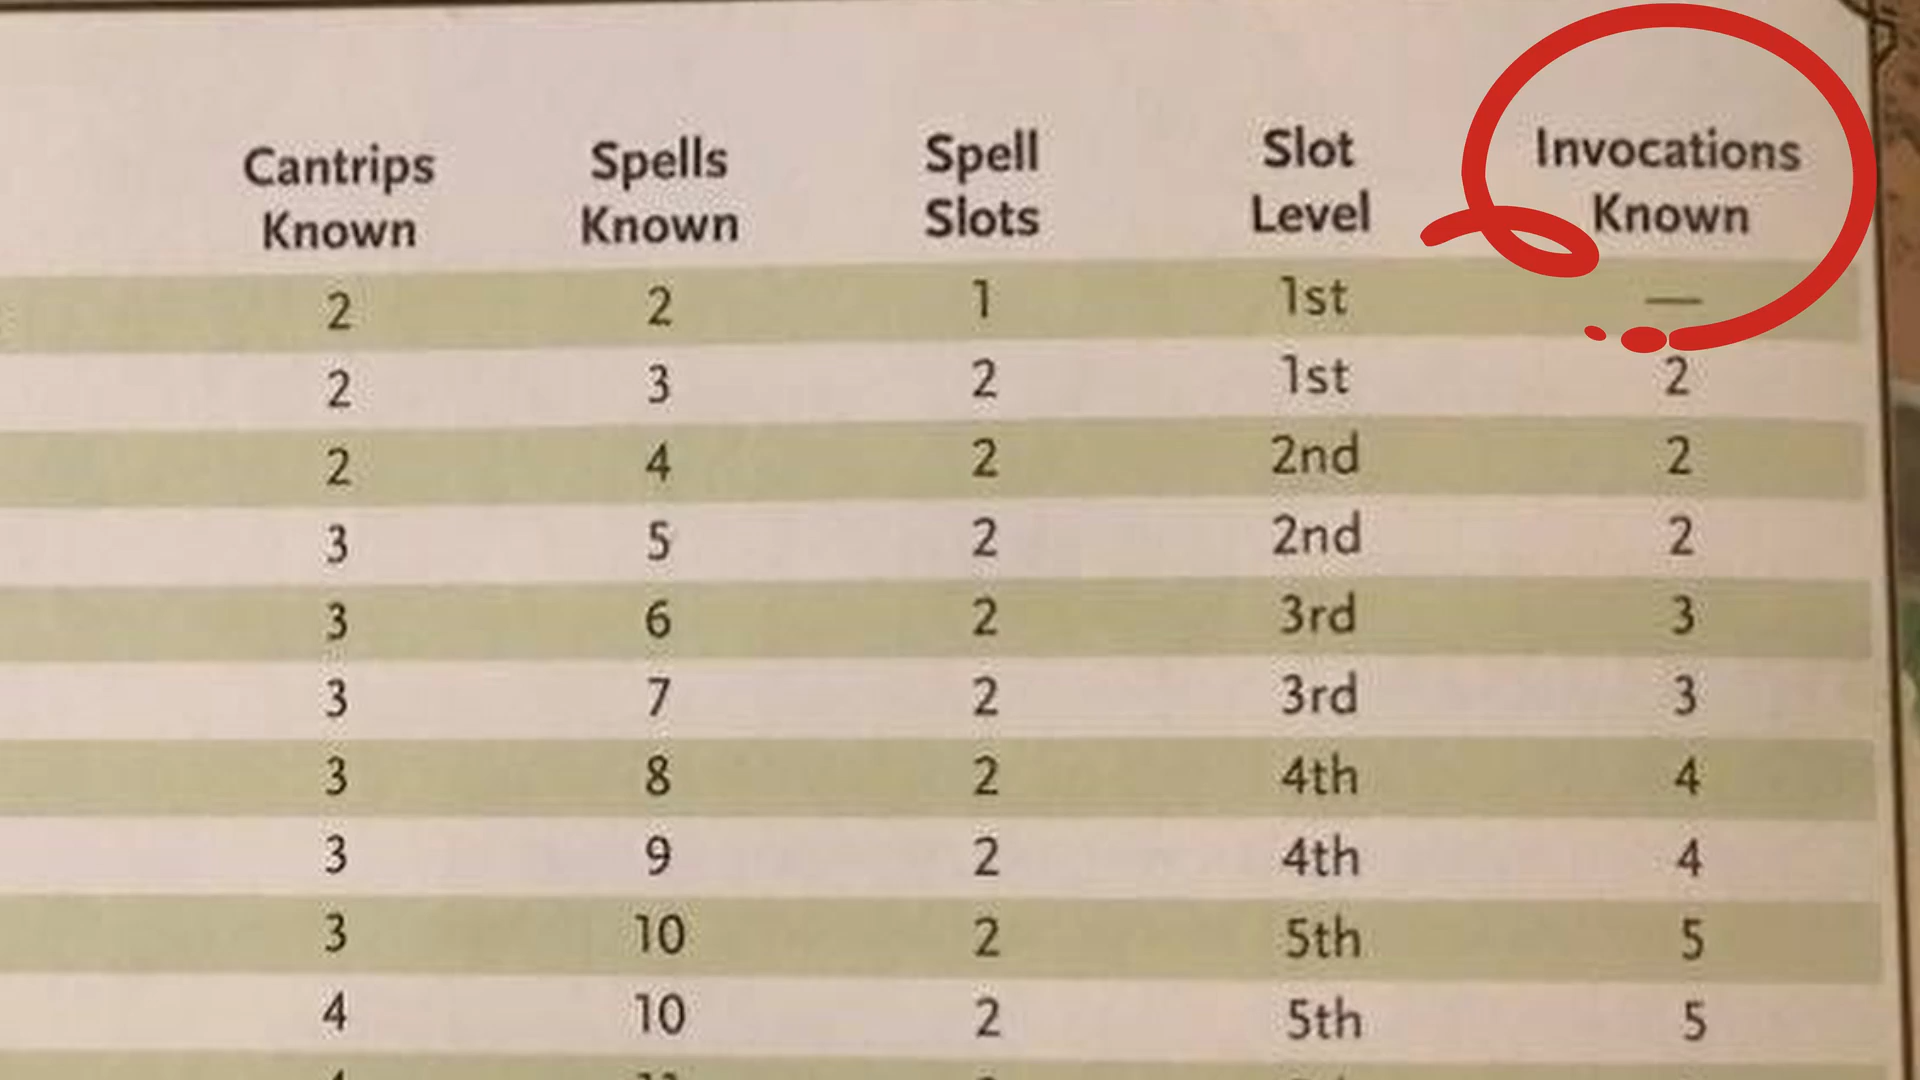 Cantrips Known Spells Known Spell Slots Slot Level Invocations Known
2 2 1 1st —
2 3 2 1st 2
2 4 2 2nd 2
3 5 2 2nd 2
3 6 2 3rd 3
3 7 2 3rd 3
3 8 2 4th 4
3 9 2 4th 4
3 10 2 5th 5
4 10 2 5th 5